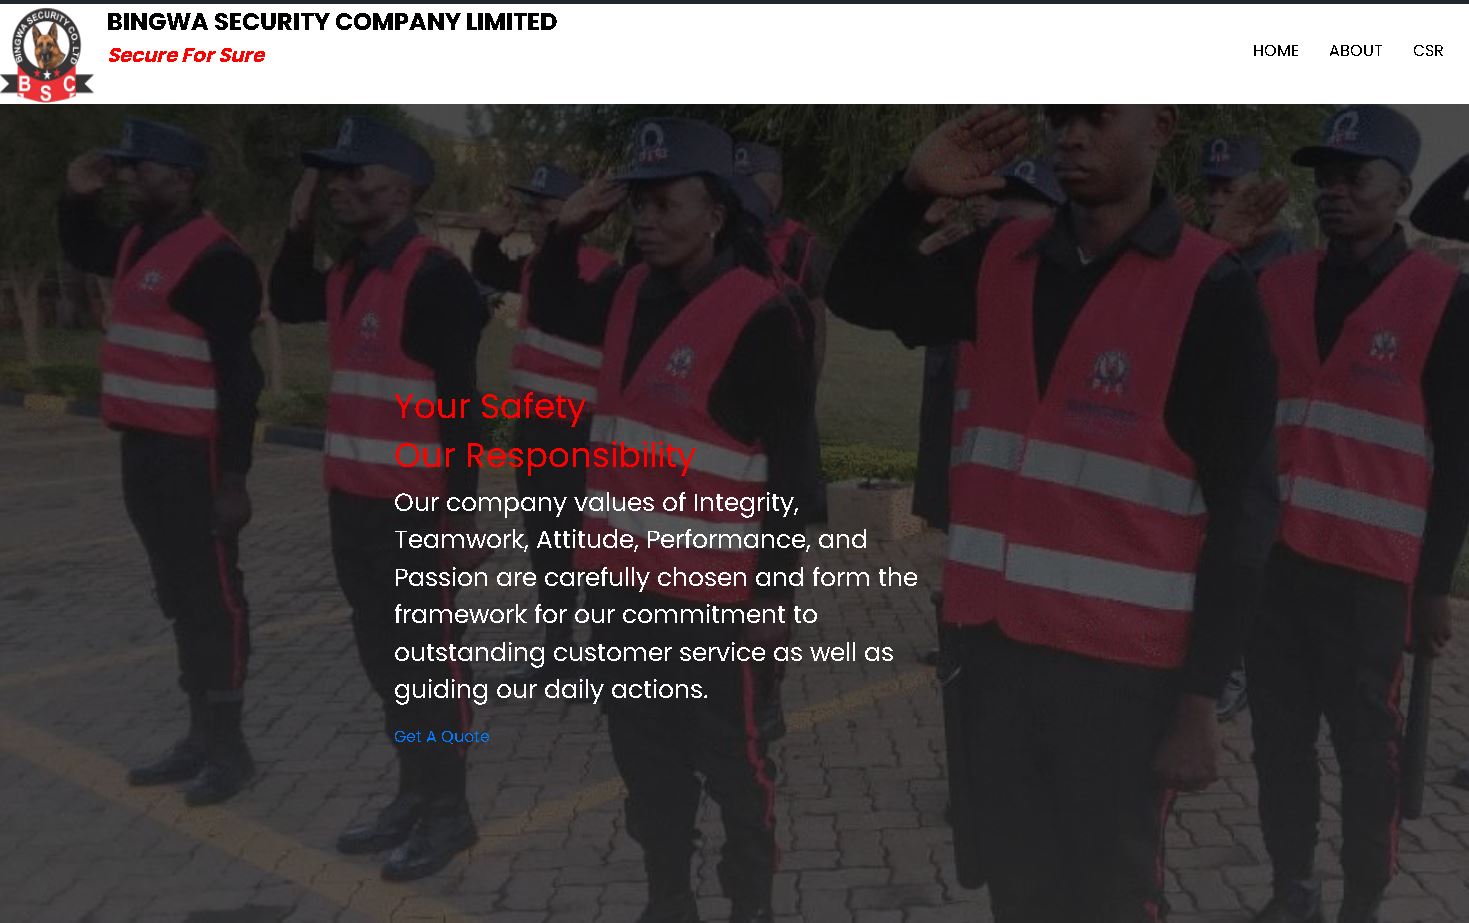 BINGWA SECURITY COMPANY LIMITED
Secure For Sure
BINGWA SECURITY CO. LTD
B S C
HOME ABOUT CSR
Your Safety
Our Responsibility
Our company values of Integrity,
Teamwork, Attitude, Performance, and
Passion are carefully chosen and form the
framework for our commitment to
outstanding customer service as well as
guiding our daily actions.
Get A Quote